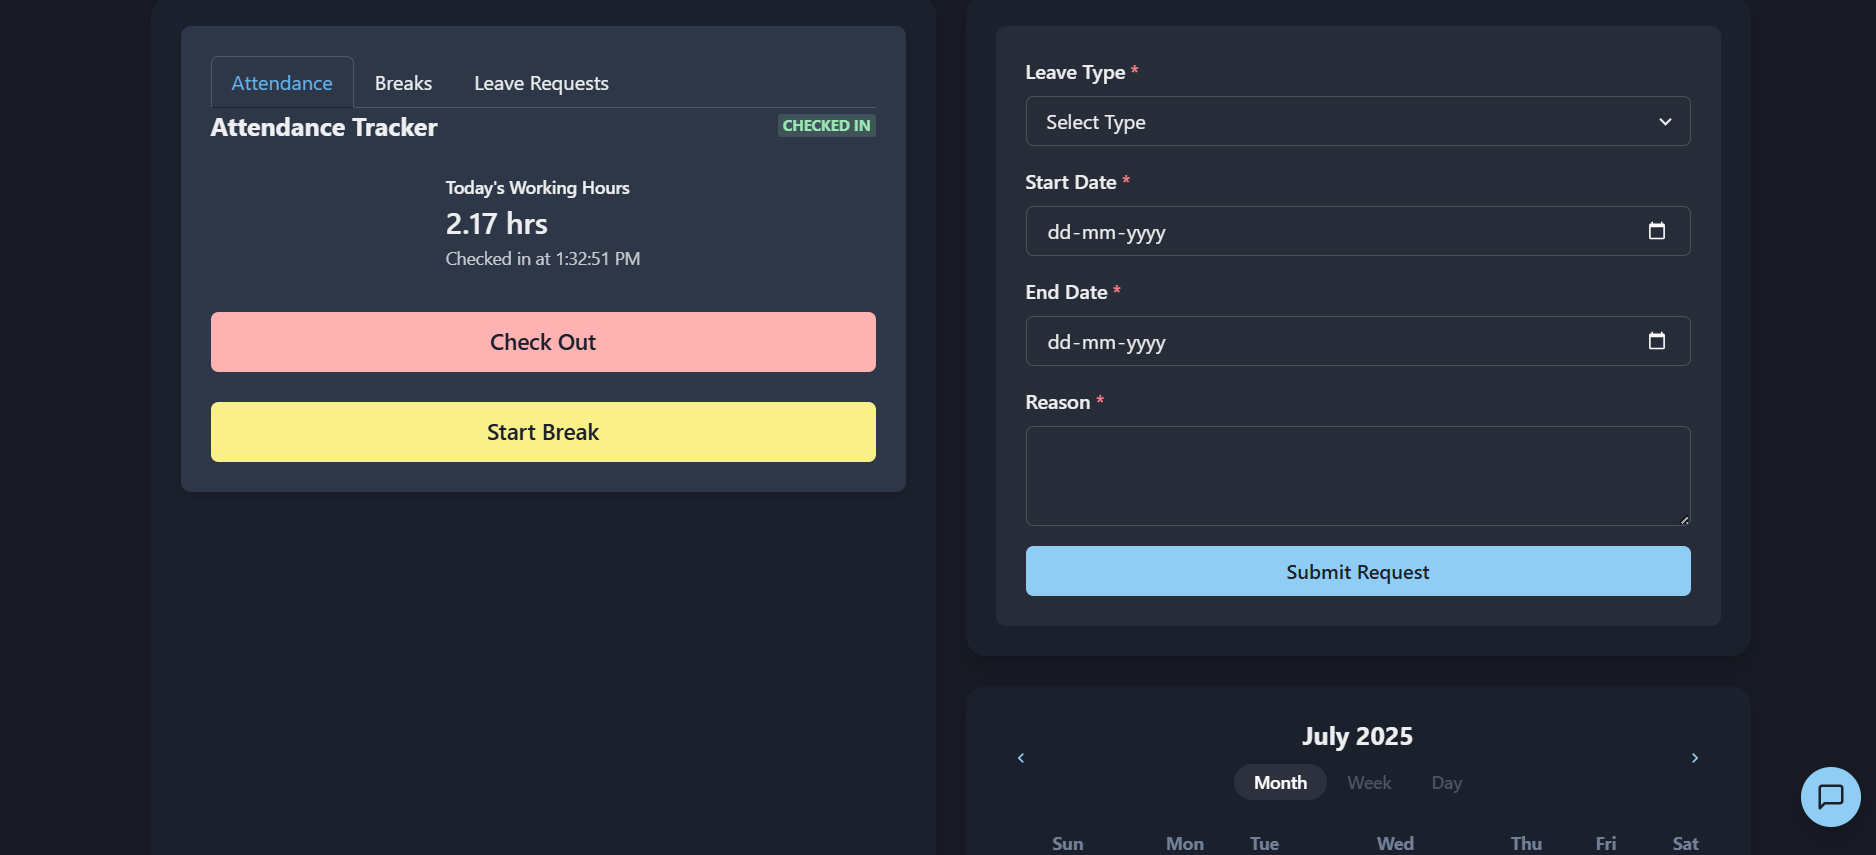 Attendance
Breaks
Leave Requests
Attendance Tracker
CHECKED IN
Today's Working Hours
2.17 hrs
Checked in at 1:32:51 PM
Check Out
Start Break
Leave Type *
Select Type
Start Date *
dd-mm-yyyy
End Date *
dd-mm-yyyy
Reason *
Submit Request
July 2025
Month Week Day
Sun Mon Tue Wed Thu Fri Sat